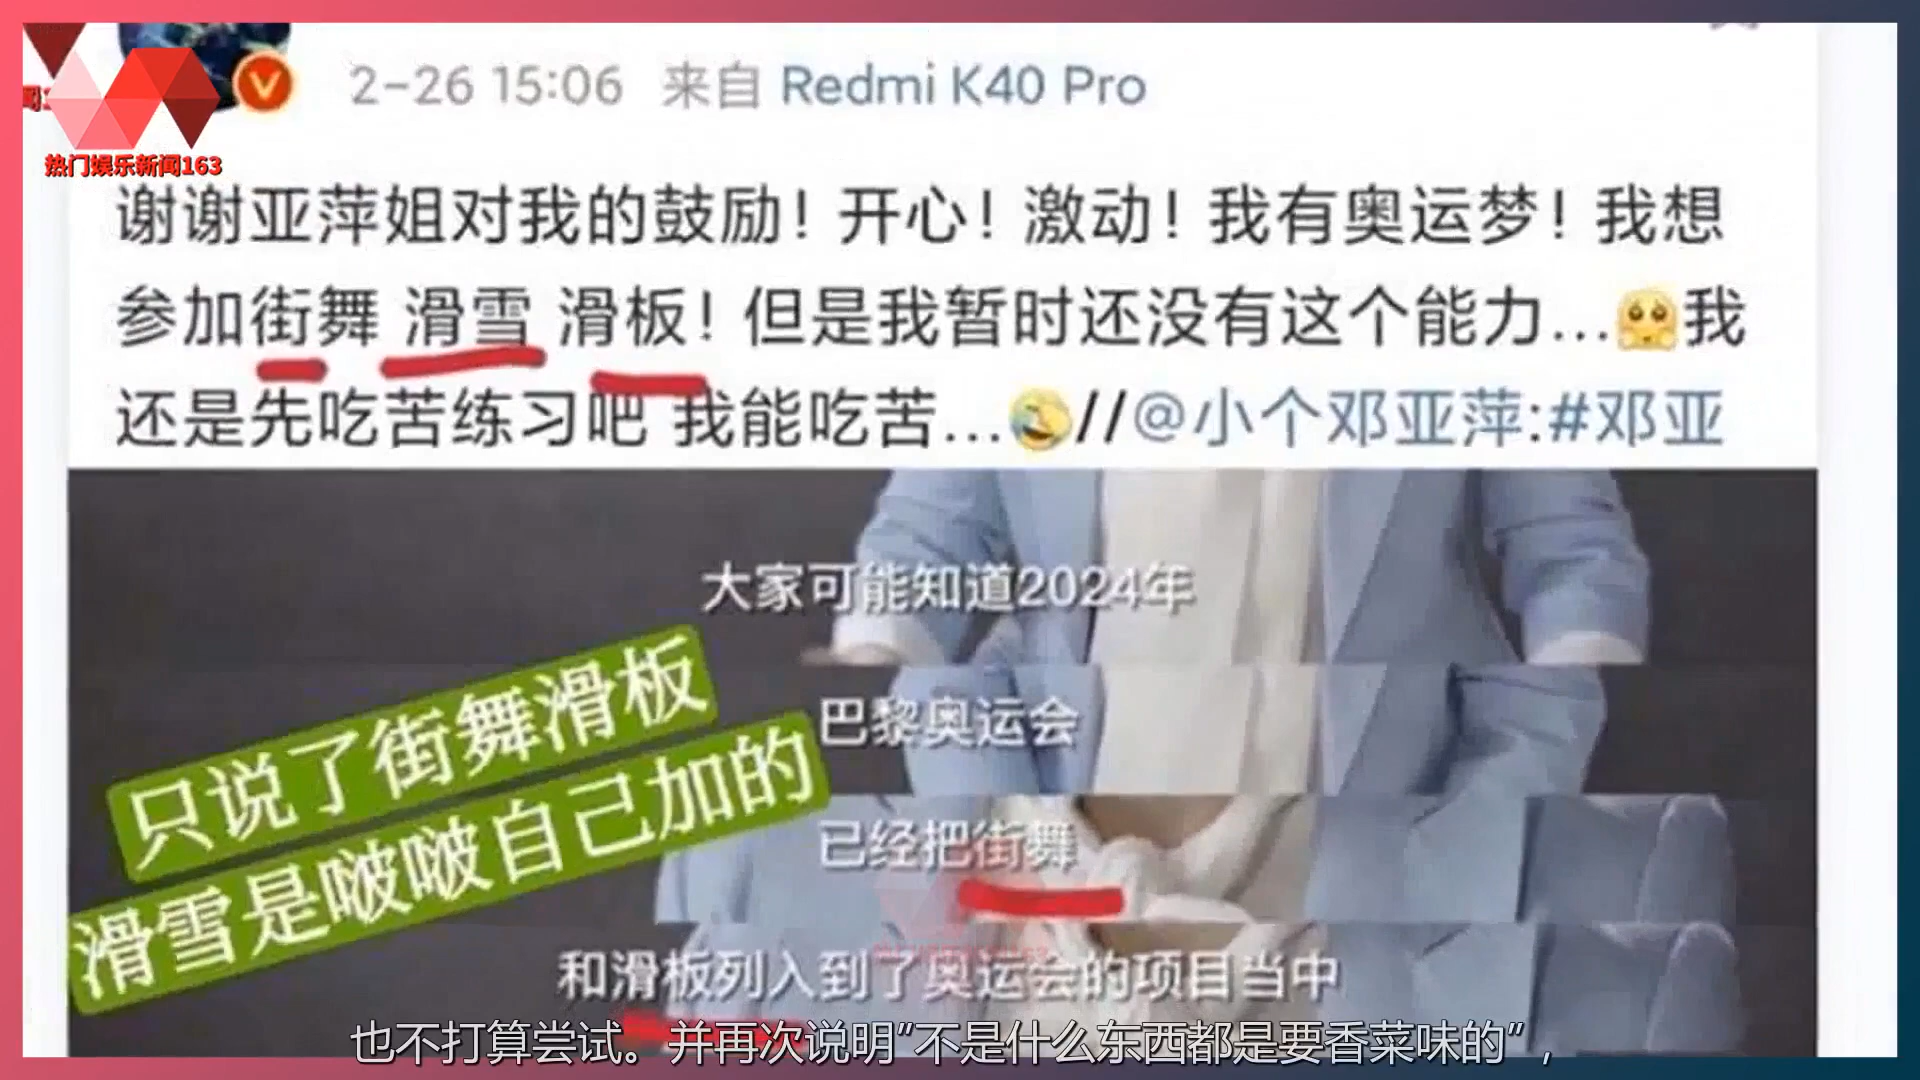 2-26 15:06 来自 Redmi K40 Pro
热门娱乐新闻163
谢谢亚萍姐对我的鼓励！开心！激动！我有奥运梦！我想
参加街舞 滑雪 滑板！但是我暂时还没有这个能力...🥺我
还是先吃苦练习吧 我能吃苦...🤣//@小个邓亚萍:#邓亚
大家可能知道2024年
只说了街舞滑板
巴黎奥运会
滑雪是啵啵自己加的
已经把街舞
和滑板列入到了奥运会的项目当中
也不打算尝试。并再次说明"不是什么东西都是要香菜味的"，